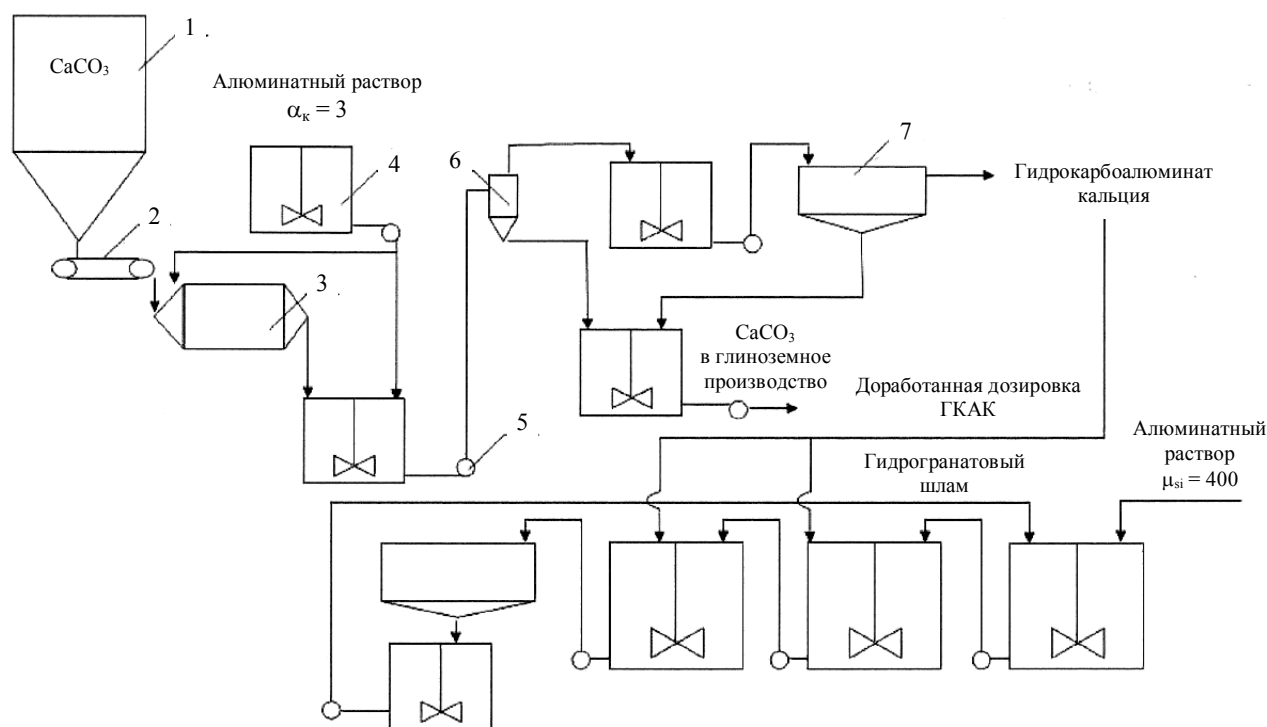 1
CaCO₃
Алюминатный раствор
αк = 3
4
6
7
Гидрокарбоалюминат
кальция
2
3
CaCO₃
в глиноземное
производство
Доработанная дозировка
ГКАК
5
Гидрогранатовый
шлам
Алюминатный
раствор
μsi = 400